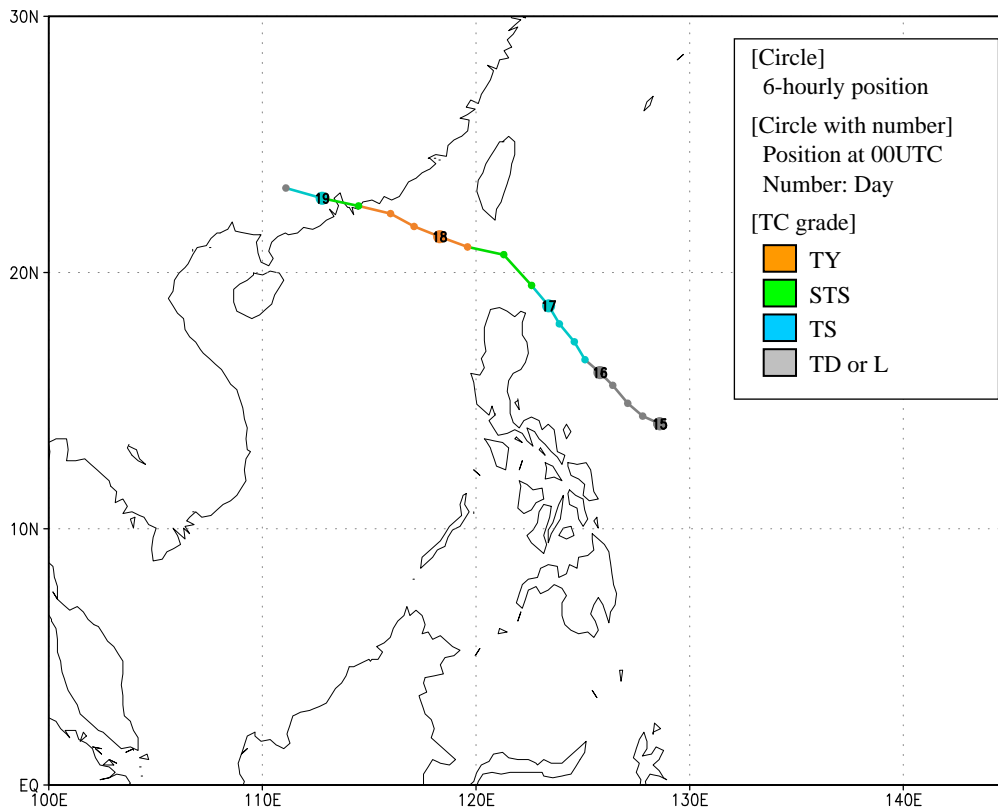 30N
[Circle]
6-hourly position
[Circle with number]
Position at 00UTC
Number: Day
[TC grade]
TY
STS
TS
TD or L
19
18
20N
17
16
15
10N
EQ
100E 110E 120E 130E 140E